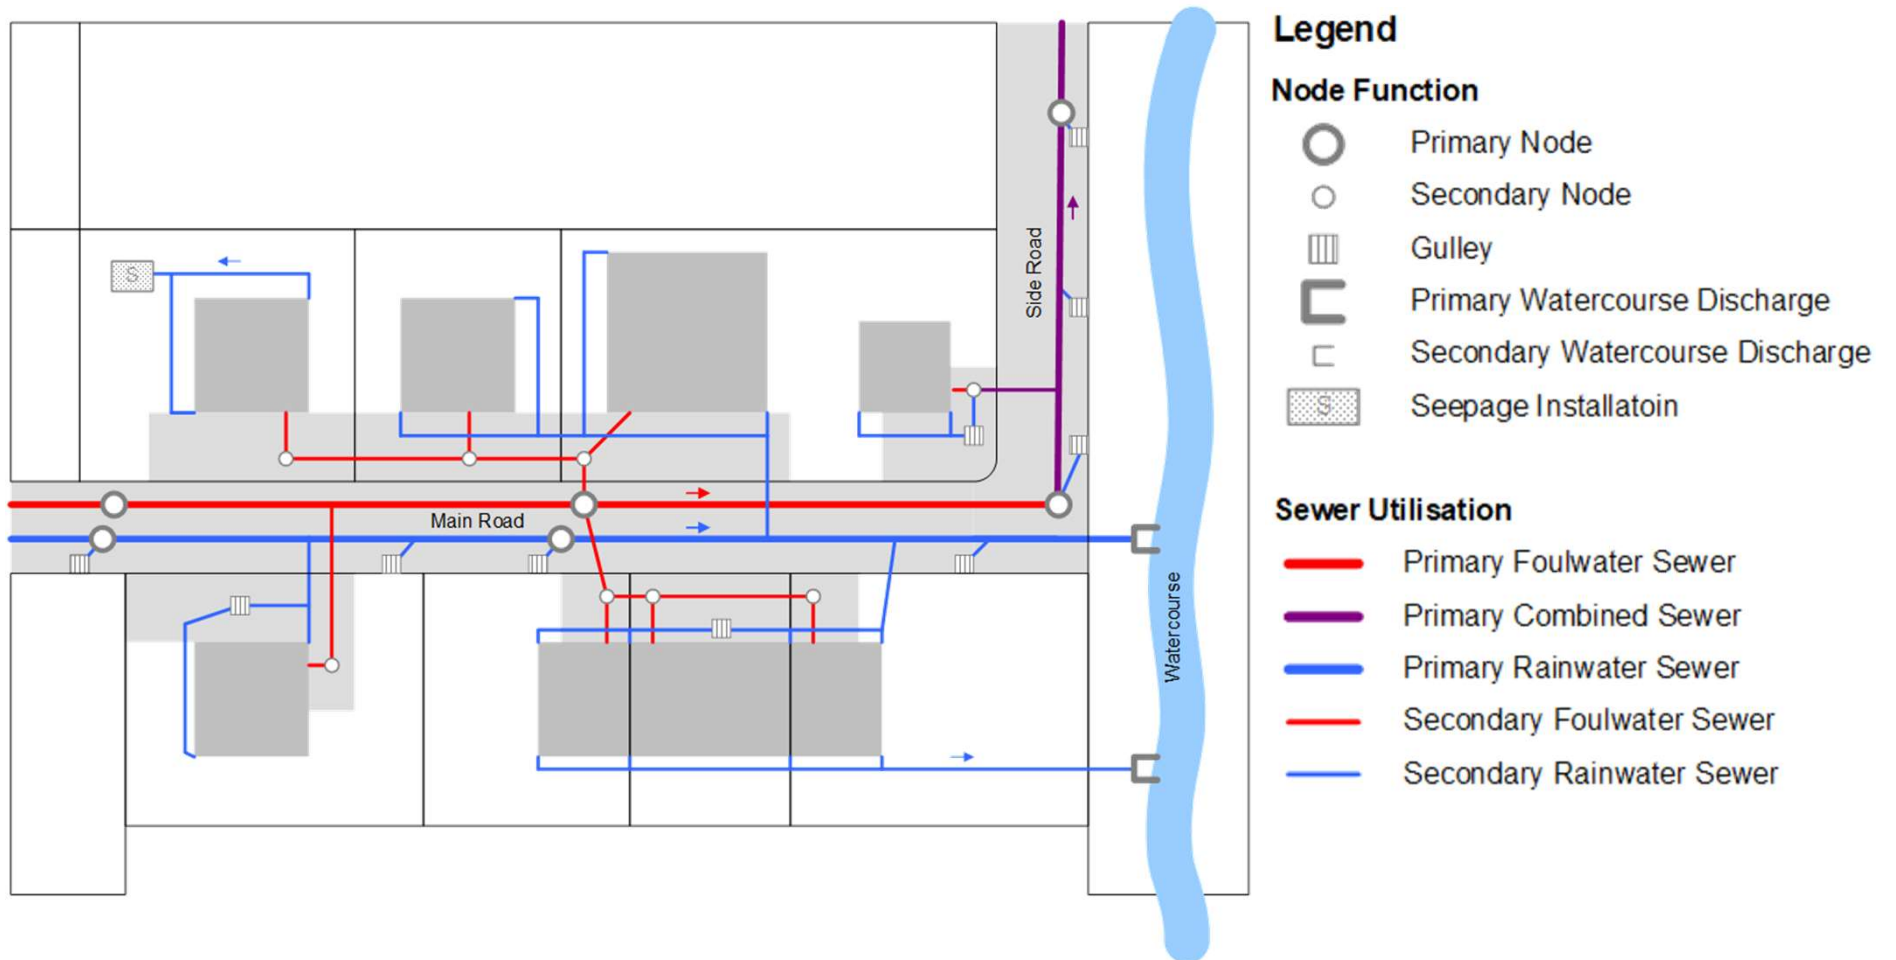 Legend
Node Function
Primary Node
Secondary Node
Gulley
Primary Watercourse Discharge
Secondary Watercourse Discharge
S Seepage Installatoin
Sewer Utilisation
Primary Foulwater Sewer
Primary Combined Sewer
Primary Rainwater Sewer
Secondary Foulwater Sewer
Secondary Rainwater Sewer
S
Side Road
Main Road
Watercourse